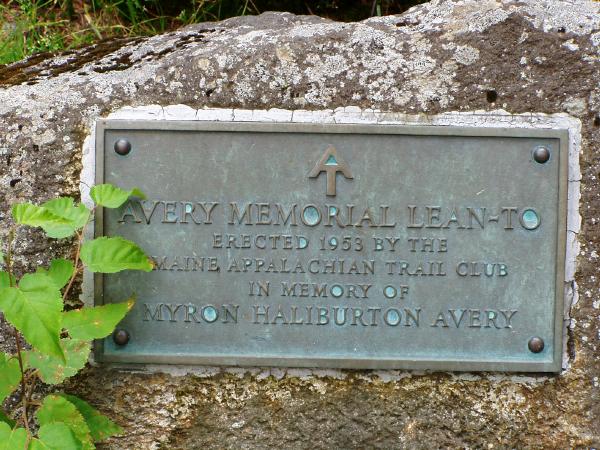 AVERY MEMORIAL LEAN-TO
ERECTED 1953 BY THE
MAINE APPALACHIAN TRAIL CLUB
IN MEMORY OF
MYRON HALIBURTON AVERY